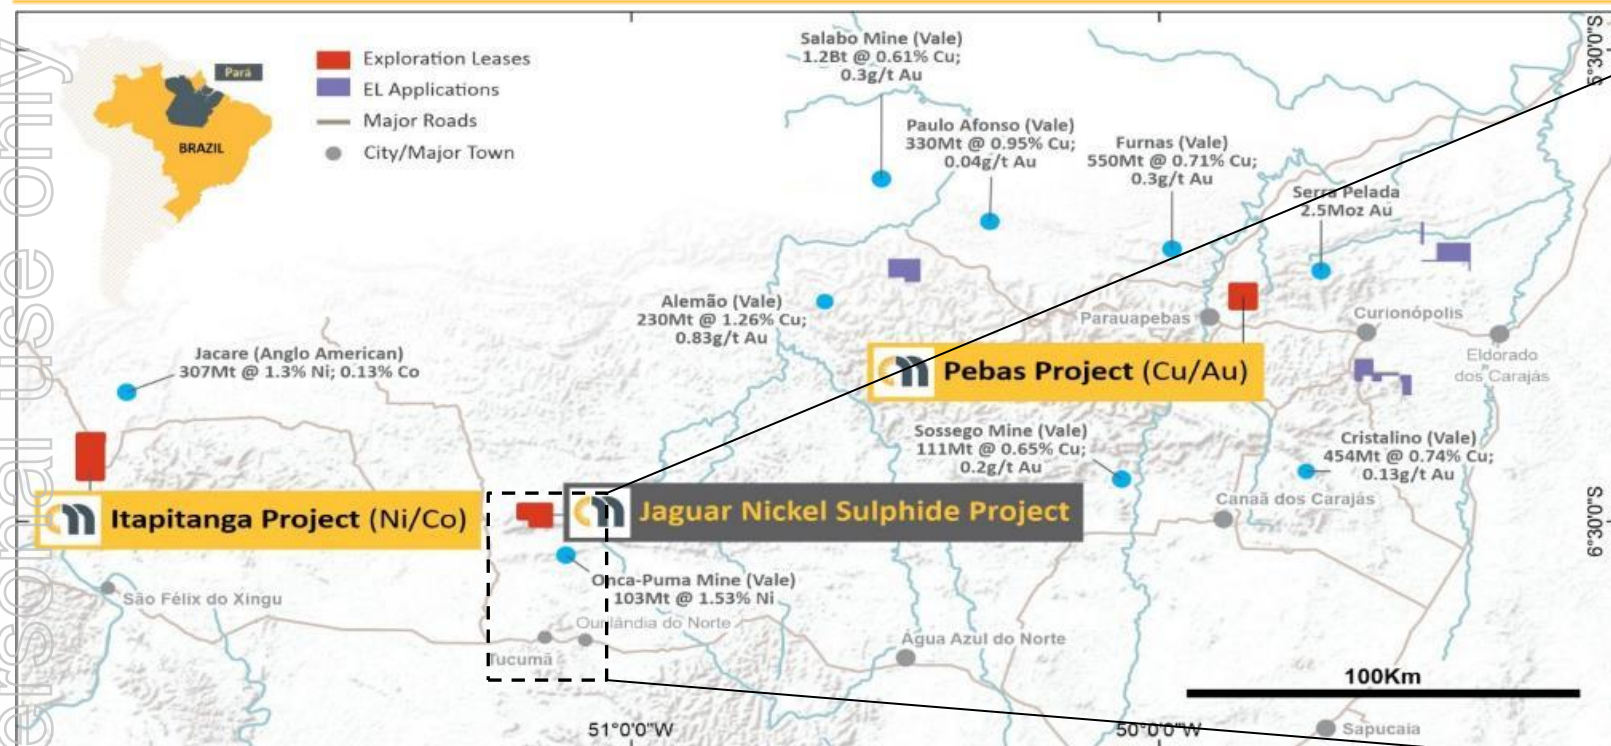 Exploration Leases
EL Applications
Major Roads
City/Major Town
Pará
BRAZIL
Salabo Mine (Vale)
1.2Bt @ 0.61% Cu;
0.3g/t Au
Paulo Afonso (Vale)
330Mt @ 0.95% Cu;
0.04g/t Au
Furnas (Vale)
550Mt @ 0.71% Cu;
0.3g/t Au
Serra Pelada
2.5Moz Au
Alemão (Vale)
230Mt @ 1.26% Cu;
0.83g/t Au
Parauapebas
Curionópolis
Eldorado
dos Carajás
Jacare (Anglo American)
307Mt @ 1.3% Ni; 0.13% Co
Pebas Project (Cu/Au)
Sossego Mine (Vale)
111Mt @ 0.65% Cu;
0.2g/t Au
Cristalino (Vale)
454Mt @ 0.74% Cu;
0.13g/t Au
Canaã dos Carajás
Itapitanga Project (Ni/Co)
Jaguar Nickel Sulphide Project
Onca-Puma Mine (Vale)
103Mt @ 1.53% Ni
São Félix do Xingu
Ourilândia do Norte
Tucumã
Água Azul do Norte
100Km
Sapucaia
51°0'0"W
50°0'0"W
5°30'0"S
6°30'0"S
ersonal use only